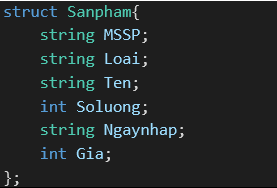 struct Sanpham{
    string MSSP;
    string Loai;
    string Ten;
    int Soluong;
    string Ngaynhap;
    int Gia;
};